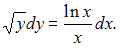 √y dy = ln x / x dx.